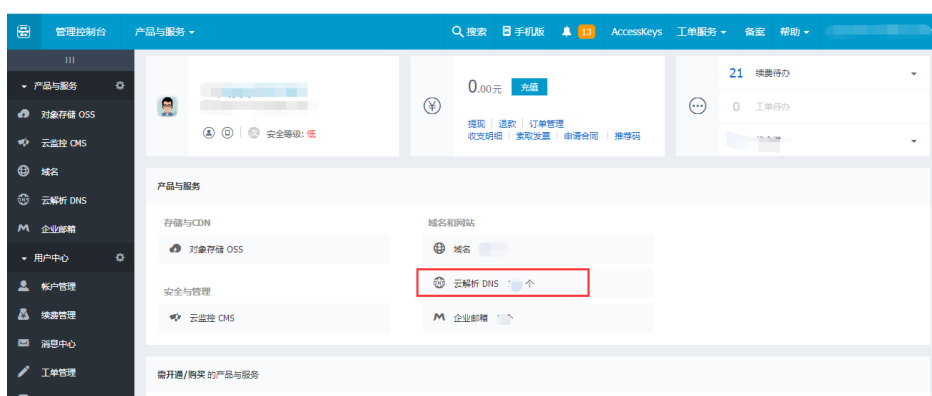 管理控制台 产品与服务 搜索 手机版 13 AccessKeys 工单服务 备案 帮助
产品与服务
对象存储 OSS
云监控 CMS
域名
云解析 DNS
企业邮箱
用户中心
帐户管理
续费管理
消息中心
工单管理
安全等级: 低
0.00元 充值
提现 退款 订单管理
收支明细 索取发票 申请合同 推荐码
21 续费待办
0 工单待办
产品与服务
存储与CDN
对象存储 OSS
安全与管理
云监控 CMS
域名和网站
域名
云解析 DNS 个
企业邮箱
需开通/购买 的产品与服务